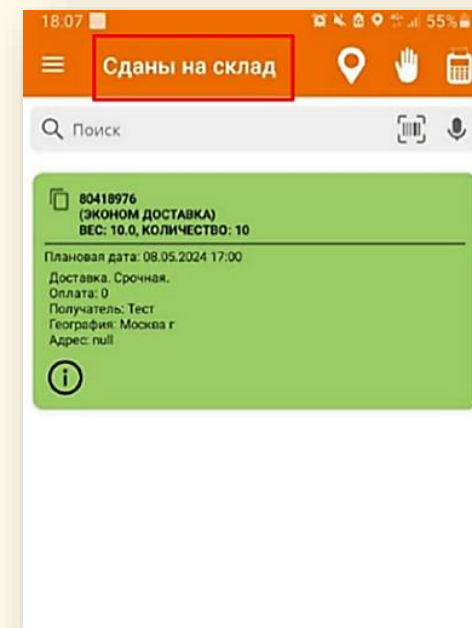 18:07
55%
Сданы на склад
Поиск
80418976
(ЭКОНОМ ДОСТАВКА)
ВЕС: 10.0, КОЛИЧЕСТВО: 10
Плановая дата: 08.05.2024 17:00
Доставка. Срочная.
Оплата: 0
Получатель: Тест
География: Москва г
Адрес: null